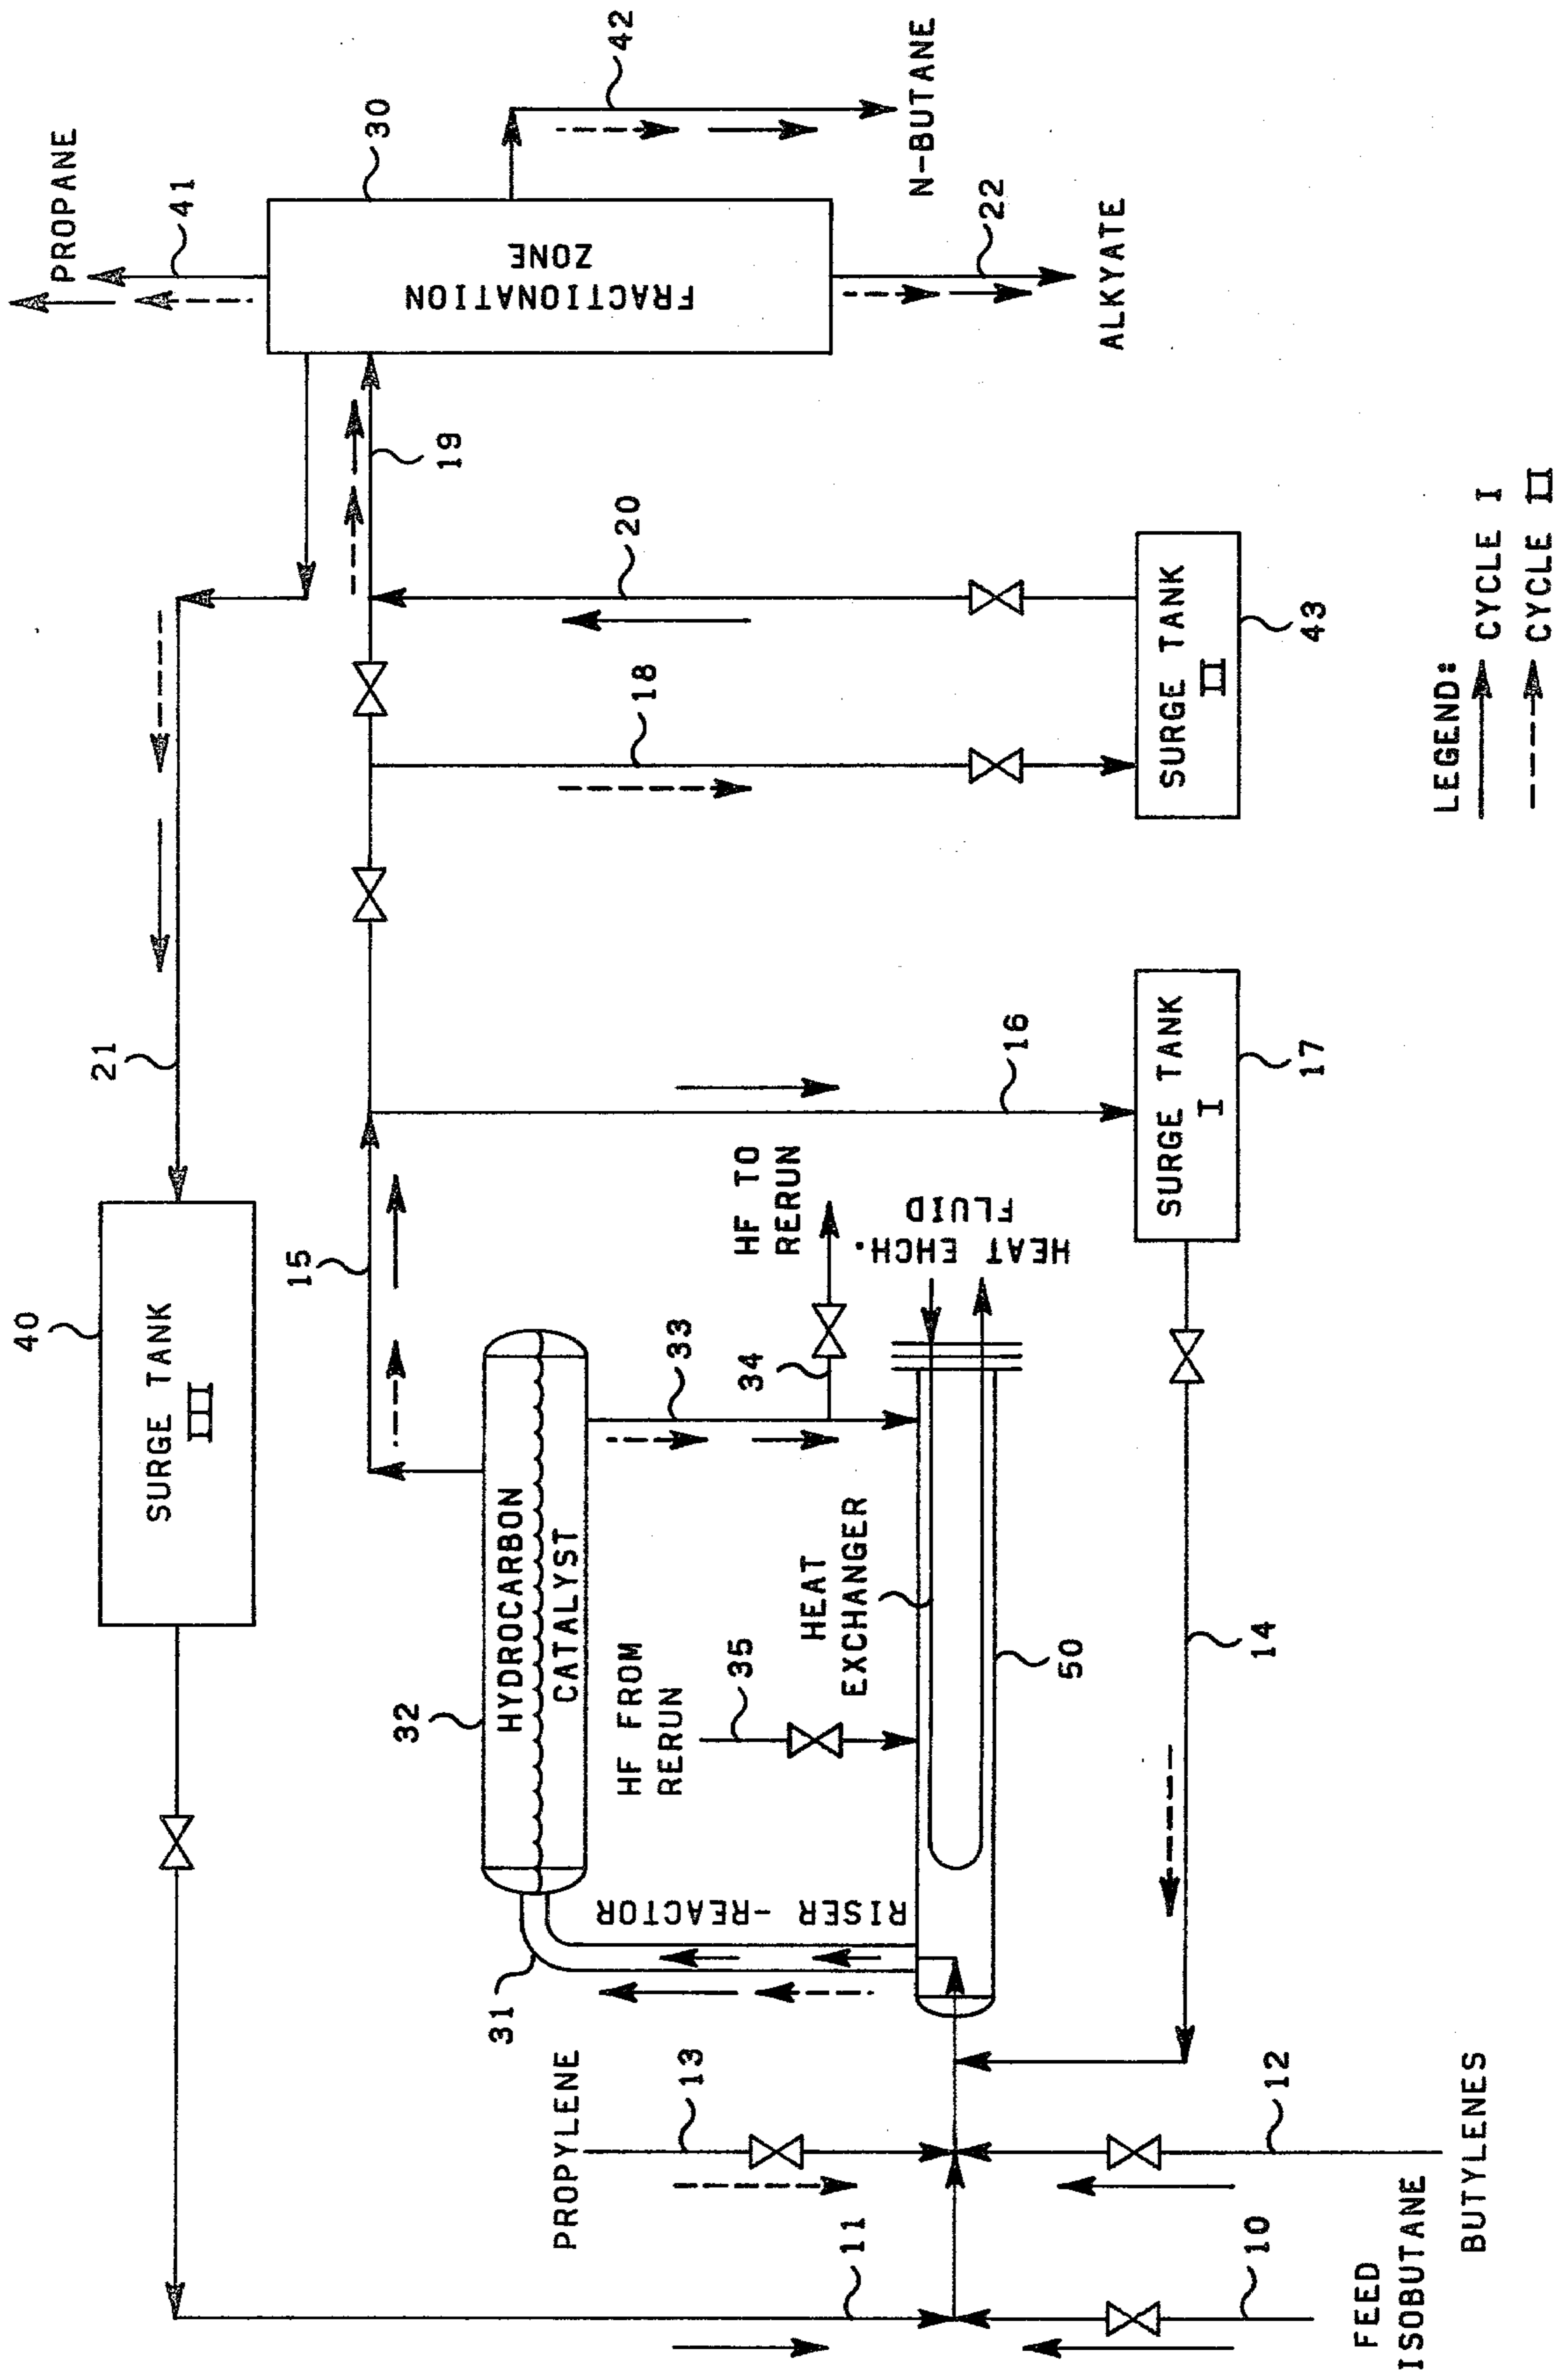 PROPANE
41
30
42
N-BUTANE
FRACTIONATION
ZONE
22
ALKYATE
19
20
18
21
SURGE TANK
II
43
LEGEND:
CYCLE I
CYCLE II
40
SURGE TANK
III
15
16
SURGE TANK
I
17
HF TO
RERUN
HEAT EHCH.
FLUID
33
34
32
HYDROCARBON
CATALYST
HF FROM
RERUN
35
HEAT
EXCHANGER
50
14
RISER-REACTOR
31
PROPYLENE
13
12
BUTYLENES
11
10
FEED
ISOBUTANE